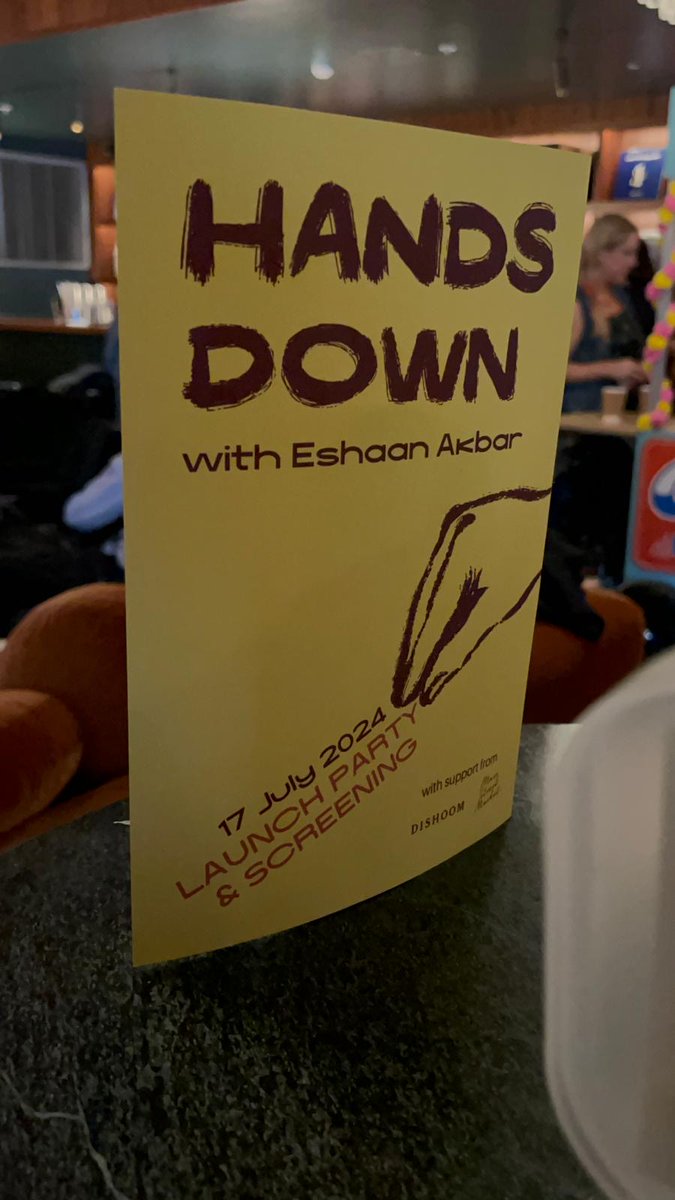 HANDS
DOWN
with Eshaan Akbar
17 July 2024
LAUNCH PARTY
& SCREENING
with support from
DISHOOM